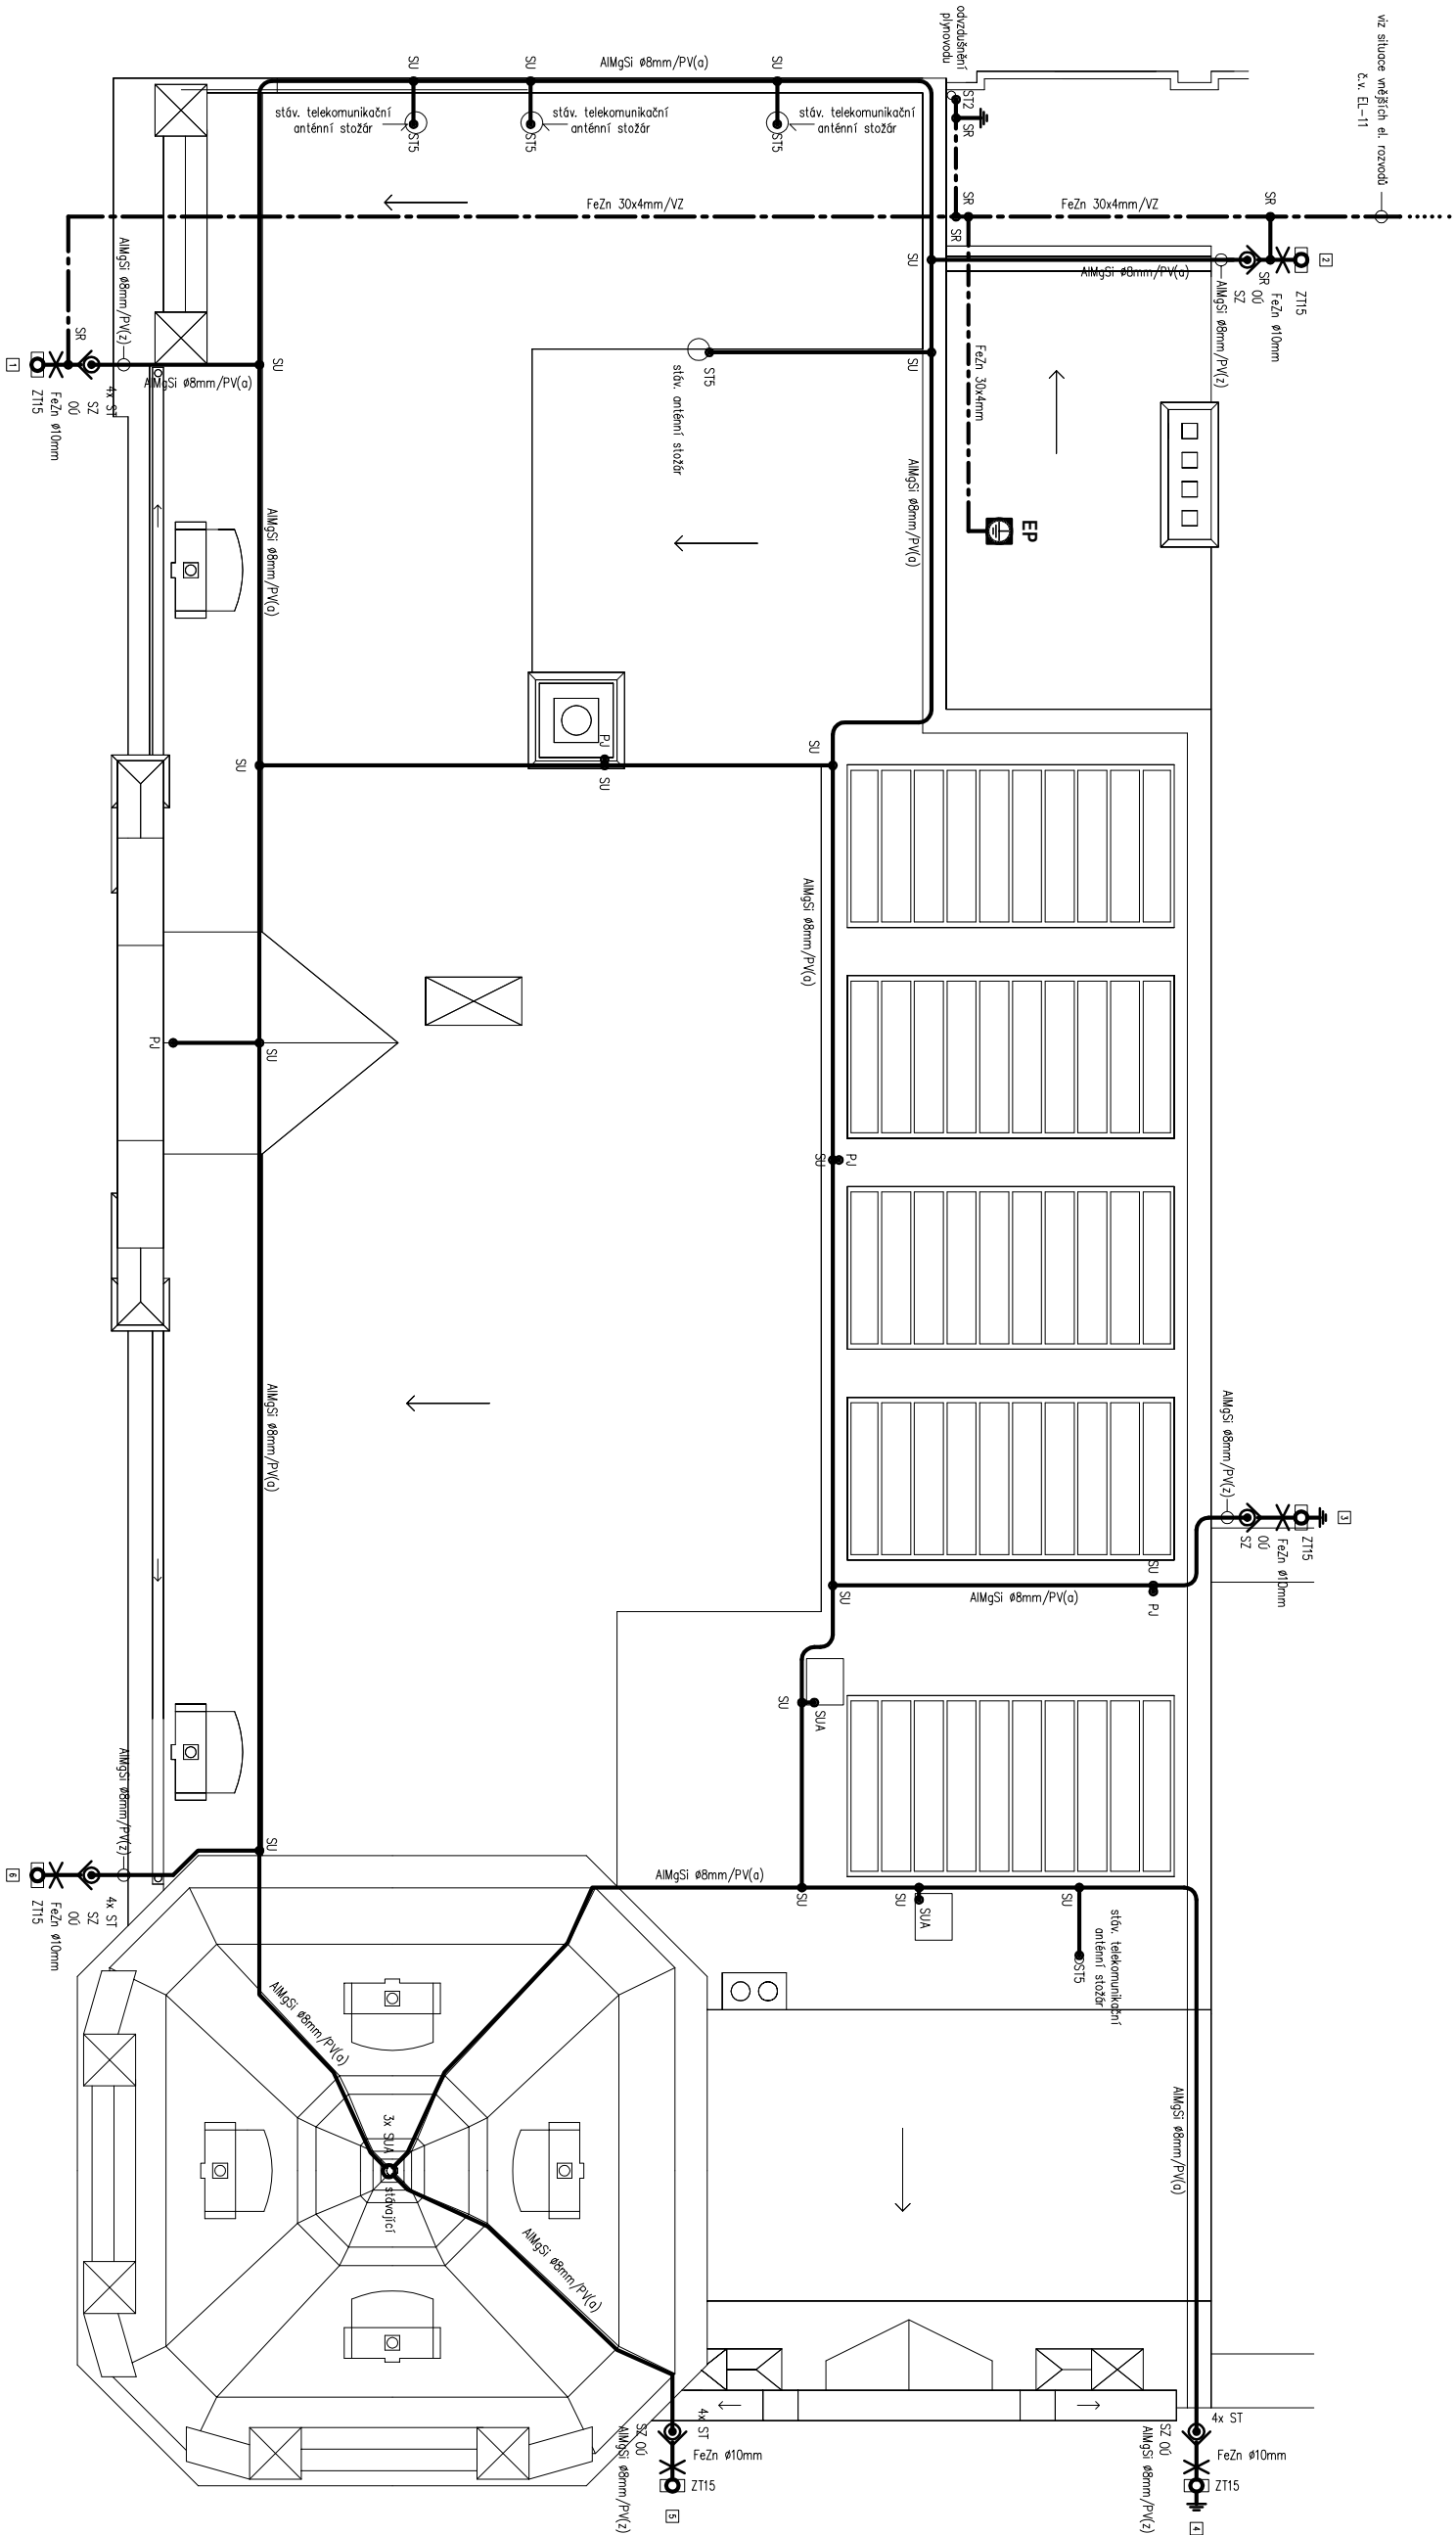 viz situace vnějších el. rozvodů
č.v. EL-11
odvzdušnění
plynovodu
SU
SU
AlMgSi ø8mm/PV(a)
SU
ST2
SR
stáv. telekomunikační
anténní stožár
ST5
stáv. telekomunikační
anténní stožár
ST5
stáv. telekomunikační
anténní stožár
ST5
FeZn 30x4mm/VZ
SR
FeZn 30x4mm/VZ
SR
SR
AlMgSi ø8mm/PV(z)
SU
AlMgSi ø8mm/PV(a)
AlMgSi ø8mm/PV(z)
SZ
OÚ
SR
FeZn ø10mm
ZT15
2
SR
SU
ST5
stáv. anténní stožár
SU
FeZn 30x4mm
1
ZT15
FeZn ø10mm
OÚ
SZ
4x ST
AlMgSi ø8mm/PV(a)
AlMgSi ø8mm/PV(a)
AlMgSi ø8mm/PV(a)
EP
SU
PJ
SU
SU
AlMgSi ø8mm/PV(a)
PJ
SU
SU
PJ
AlMgSi ø8mm/PV(a)
AlMgSi ø8mm/PV(z)
SZ
OÚ
FeZn ø10mm
ZT15
3
SU
PJ
AlMgSi ø8mm/PV(a)
SU
SU
SUA
AlMgSi ø8mm/PV(z)
SU
6
ZT15
FeZn ø10mm
OÚ
SZ
4x ST
AlMgSi ø8mm/PV(a)
SU
SU
SUA
SU
stáv. telekomunikační
anténní stožár
ST5
AlMgSi ø8mm/PV(a)
3x SUA
stávající
AlMgSi ø8mm/PV(a)
AlMgSi ø8mm/PV(a)
4x ST
SZ OÚ
AlMgSi ø8mm/PV(z)
FeZn ø10mm
ZT15
5
4x ST
SZ OÚ
AlMgSi ø8mm/PV(z)
FeZn ø10mm
ZT15
4